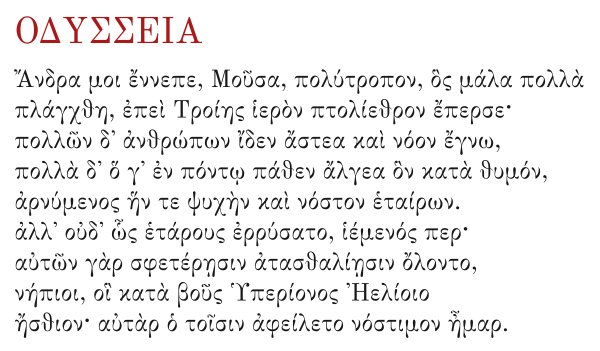 ΟΔΥΣΣΕΙΑ
Ἄνδρα μοι ἔννεπε, Μοῦσα, πολύτροπον, ὃς μάλα πολλὰ
πλάγχθη, ἐπεὶ Τροίης ἱερὸν πτολίεθρον ἔπερσε·
πολλῶν δ' ἀνθρώπων ἴδεν ἄστεα καὶ νόον ἔγνω,
πολλὰ δ' ὅ γ' ἐν πόντῳ πάθεν ἄλγεα ὃν κατὰ θυμόν,
ἀρνύμενος ἥν τε ψυχὴν καὶ νόστον ἑταίρων.
ἀλλ' οὐδ' ὧς ἑτάρους ἐρρύσατο, ἱέμενός περ·
αὐτῶν γὰρ σφετέρῃσιν ἀτασθαλίῃσιν ὄλοντο,
νήπιοι, οἳ κατὰ βοῦς Ὑπερίονος Ἠελίοιο
ἤσθιον· αὐτὰρ ὁ τοῖσιν ἀφείλετο νόστιμον ἦμαρ.